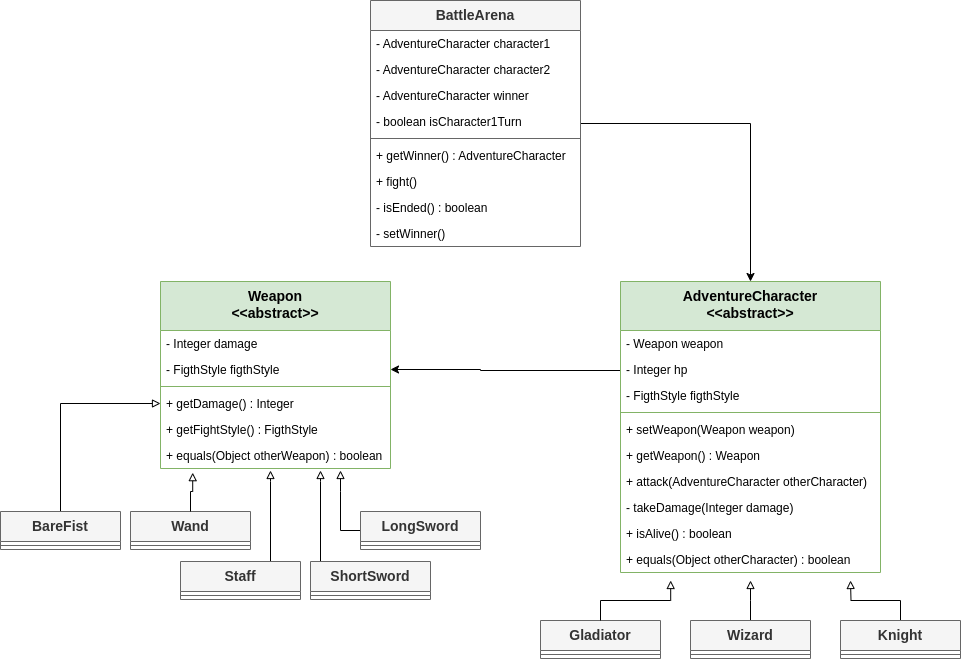 BattleArena
- AdventureCharacter character1
- AdventureCharacter character2
- AdventureCharacter winner
- boolean isCharacter1Turn
+ getWinner() : AdventureCharacter
+ fight()
- isEnded() : boolean
- setWinner()
Weapon
<<abstract>>
- Integer damage
- FigthStyle figthStyle
+ getDamage() : Integer
+ getFightStyle() : FigthStyle
+ equals(Object otherWeapon) : boolean
AdventureCharacter
<<abstract>>
- Weapon weapon
- Integer hp
- FigthStyle figthStyle
+ setWeapon(Weapon weapon)
+ getWeapon() : Weapon
+ attack(AdventureCharacter otherCharacter)
- takeDamage(Integer damage)
+ isAlive() : boolean
+ equals(Object otherCharacter) : boolean
BareFist
Wand
LongSword
Staff
ShortSword
Gladiator
Wizard
Knight